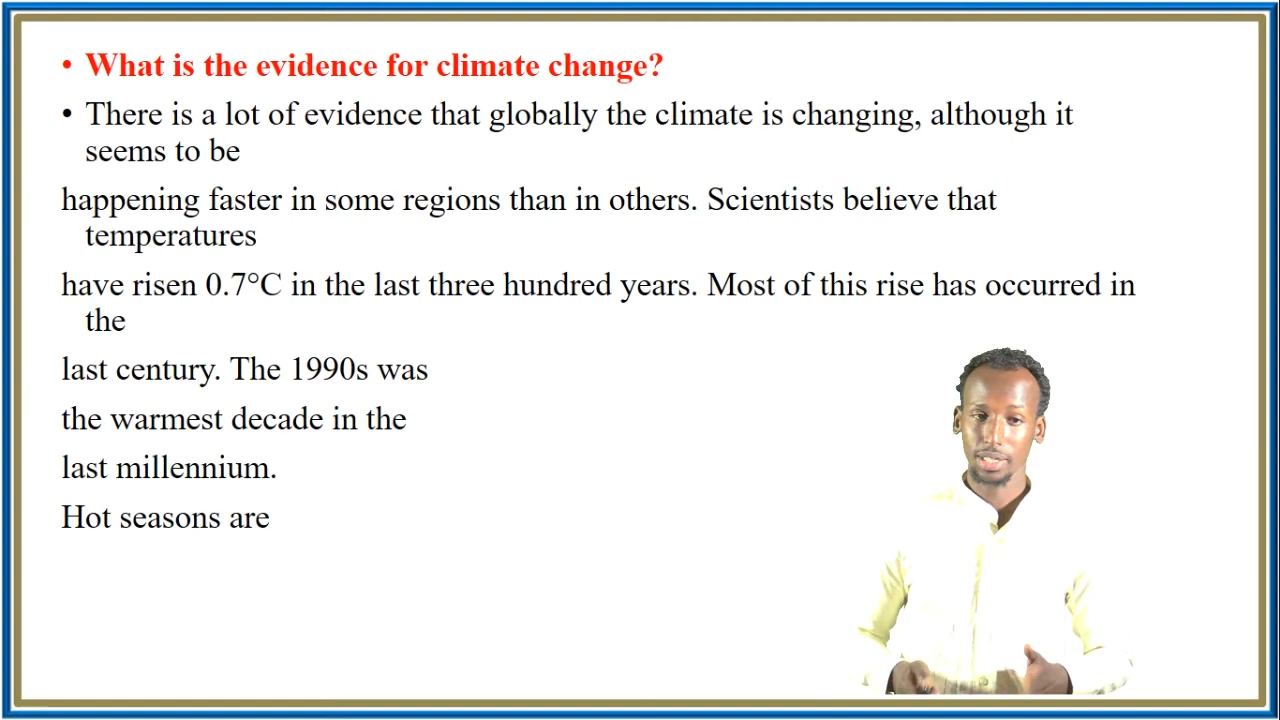 • What is the evidence for climate change?
• There is a lot of evidence that globally the climate is changing, although it
seems to be
happening faster in some regions than in others. Scientists believe that
temperatures
have risen 0.7°C in the last three hundred years. Most of this rise has occurred in
the
last century. The 1990s was
the warmest decade in the
last millennium.
Hot seasons are